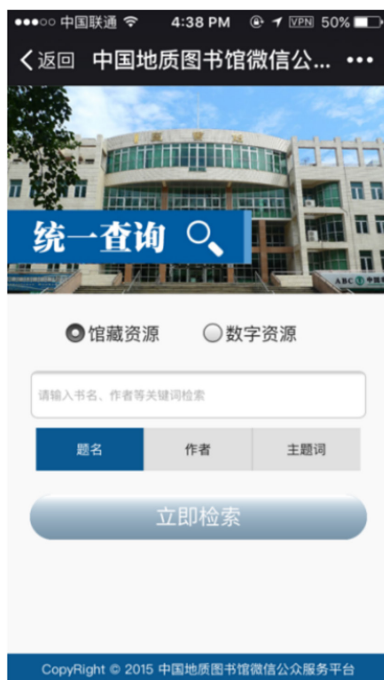 中国联通 4:38 PM VPN 50%
返回 中国地质图书馆微信公... •••
统一查询
ABC 中国
馆藏资源 数字资源
请输入书名、作者等关键词检索
题名 作者 主题词
立即检索
CopyRight © 2015 中国地质图书馆微信公众服务平台